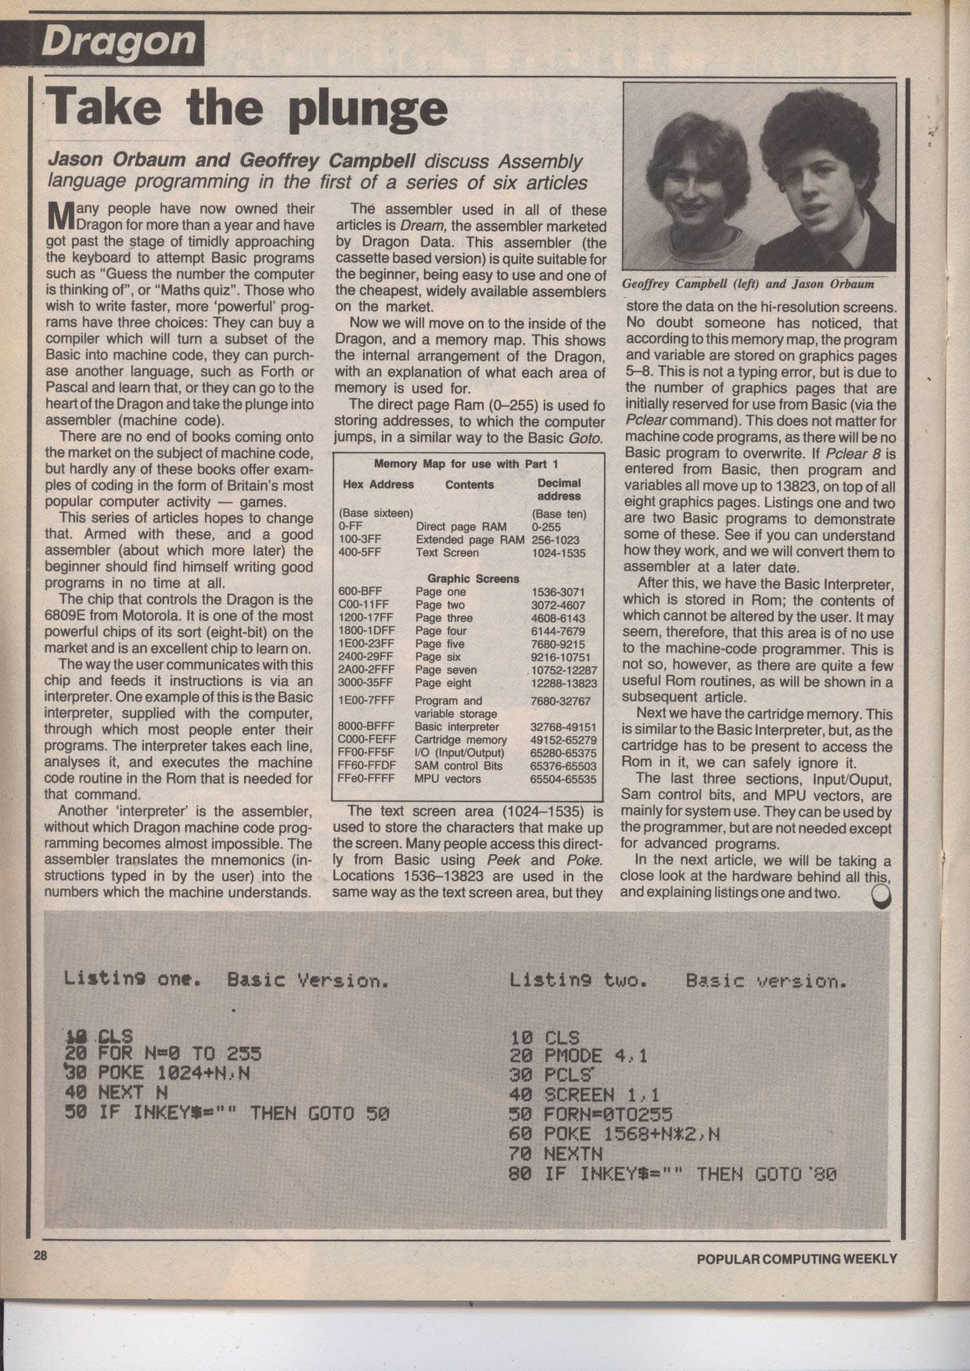 Dragon
Take the plunge
Jason Orbaum and Geoffrey Campbell discuss Assembly
language programming in the first of a series of six articles
Many people have now owned their
Dragon for more than a year and have
got past the stage of timidly approaching
the keyboard to attempt Basic programs
such as “Guess the number the computer
is thinking of”, or “Maths quiz”. Those who
wish to write faster, more ‘powerful’ prog-
rams have three choices: They can buy a
compiler which will turn a subset of the
Basic into machine code, they can purch-
ase another language, such as Forth or
Pascal and learn that, or they can go to the
heart of the Dragon and take the plunge into
assembler (machine code).
There are no end of books coming onto
the market on the subject of machine code,
but hardly any of these books offer exam-
ples of coding in the form of Britain's most
popular computer activity — games.
This series of articles hopes to change
that. Armed with these, and a good
assembler (about which more later) the
beginner should find himself writing good
programs in no time at all.
The chip that controls the Dragon is the
6809E from Motorola. It is one of the most
powerful chips of its sort (eight-bit) on the
market and is an excellent chip to learn on.
The way the user communicates with this
chip and feeds it instructions is via an
interpreter. One example of this is the Basic
interpreter, supplied with the computer,
through which most people enter their
programs. The interpreter takes each line,
analyses it, and executes the machine
code routine in the Rom that is needed for
that command.
Another ‘interpreter’ is the assembler,
without which Dragon machine code prog-
ramming becomes almost impossible. The
assembler translates the mnemonics (in-
structions typed in by the user) into the
numbers which the machine understands.
The assembler used in all of these
articles is Dream, the assembler marketed
by Dragon Data. This assembler (the
cassette based version) is quite suitable for
the beginner, being easy to use and one of
the cheapest, widely available assemblers
on the market.
Now we will move on to the inside of the
Dragon, and a memory map. This shows
the internal arrangement of the Dragon,
with an explanation of what each area of
memory is used for.
The direct page Ram (0–255) is used fo
storing addresses, to which the computer
jumps, in a similar way to the Basic Goto.
Memory Map for use with Part 1
Hex Address Contents Decimal
address
(Base sixteen) (Base ten)
0-FF Direct page RAM 0-255
100-3FF Extended page RAM 256-1023
400-5FF Text Screen 1024-1535
Graphic Screens
600-BFF Page one 1536-3071
C00-11FF Page two 3072-4607
1200-17FF Page three 4608-6143
1800-1DFF Page four 6144-7679
1E00-23FF Page five 7680-9215
2400-29FF Page six 9216-10751
2A00-2FFF Page seven 10752-12287
3000-35FF Page eight 12288-13823
1E00-7FFF Program and 7680-32767
variable storage
8000-BFFF Basic interpreter 32768-49151
C000-FEFF Cartridge memory 49152-65279
FF00-FF5F I/O (Input/Output) 65280-65375
FF60-FFDF SAM control Bits 65376-65503
FFe0-FFFF MPU vectors 65504-65535
The text screen area (1024–1535) is
used to store the characters that make up
the screen. Many people access this direct-
ly from Basic using Peek and Poke.
Locations 1536–13823 are used in the
same way as the text screen area, but they
Geoffrey Campbell (left) and Jason Orbaum
store the data on the hi-resolution screens.
No doubt someone has noticed, that
according to this memory map, the program
and variable are stored on graphics pages
5–8. This is not a typing error, but is due to
the number of graphics pages that are
initially reserved for use from Basic (via the
Pclear command). This does not matter for
machine code programs, as there will be no
Basic program to overwrite. If Pclear 8 is
entered from Basic, then program and
variables all move up to 13823, on top of all
eight graphics pages. Listings one and two
are two Basic programs to demonstrate
some of these. See if you can understand
how they work, and we will convert them to
assembler at a later date.
After this, we have the Basic Interpreter,
which is stored in Rom; the contents of
which cannot be altered by the user. It may
seem, therefore, that this area is of no use
to the machine-code programmer. This is
not so, however, as there are quite a few
useful Rom routines, as will be shown in a
subsequent article.
Next we have the cartridge memory. This
is similar to the Basic Interpreter, but, as the
cartridge has to be present to access the
Rom in it, we can safely ignore it.
The last three sections, Input/Ouput,
Sam control bits, and MPU vectors, are
mainly for system use. They can be used by
the programmer, but are not needed except
for advanced programs.
In the next article, we will be taking a
close look at the hardware behind all this,
and explaining listings one and two.
Listing one. Basic Version.
10 CLS
20 FOR N=0 TO 255
30 POKE 1024+N,N
40 NEXT N
50 IF INKEY$="" THEN GOTO 50
Listing two. Basic version.
10 CLS
20 PMODE 4,1
30 PCLS
40 SCREEN 1,1
50 FORN=0TO255
60 POKE 1568+N*2,N
70 NEXTN
80 IF INKEY$="" THEN GOTO 80
28
POPULAR COMPUTING WEEKLY